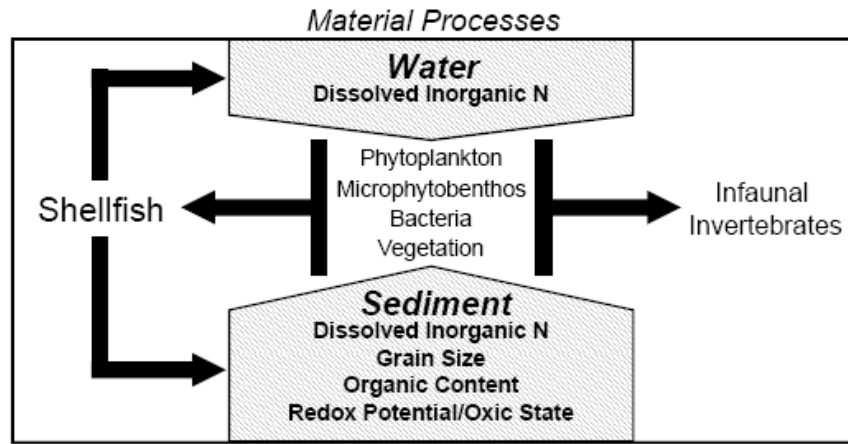 Material Processes
Water
Dissolved Inorganic N
Phytoplankton
Microphytobenthos
Bacteria
Vegetation
Shellfish
Infaunal
Invertebrates
Sediment
Dissolved Inorganic N
Grain Size
Organic Content
Redox Potential/Oxic State